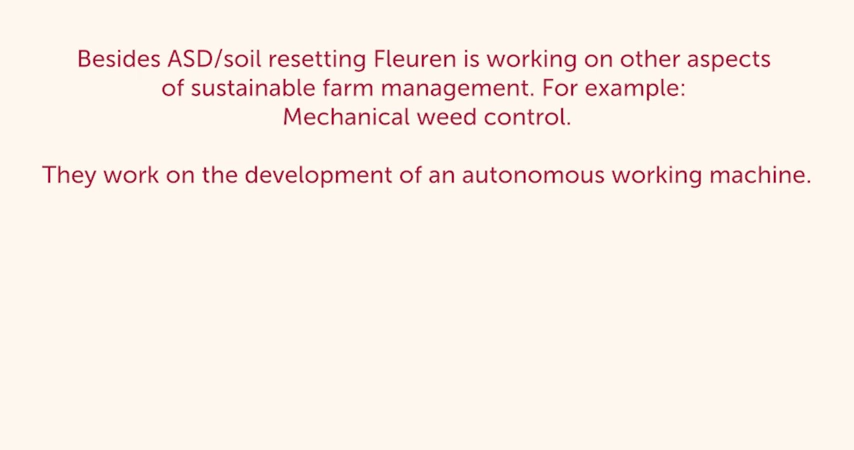 Besides ASD/soil resetting Fleuren is working on other aspects
of sustainable farm management. For example:
Mechanical weed control.
They work on the development of an autonomous working machine.